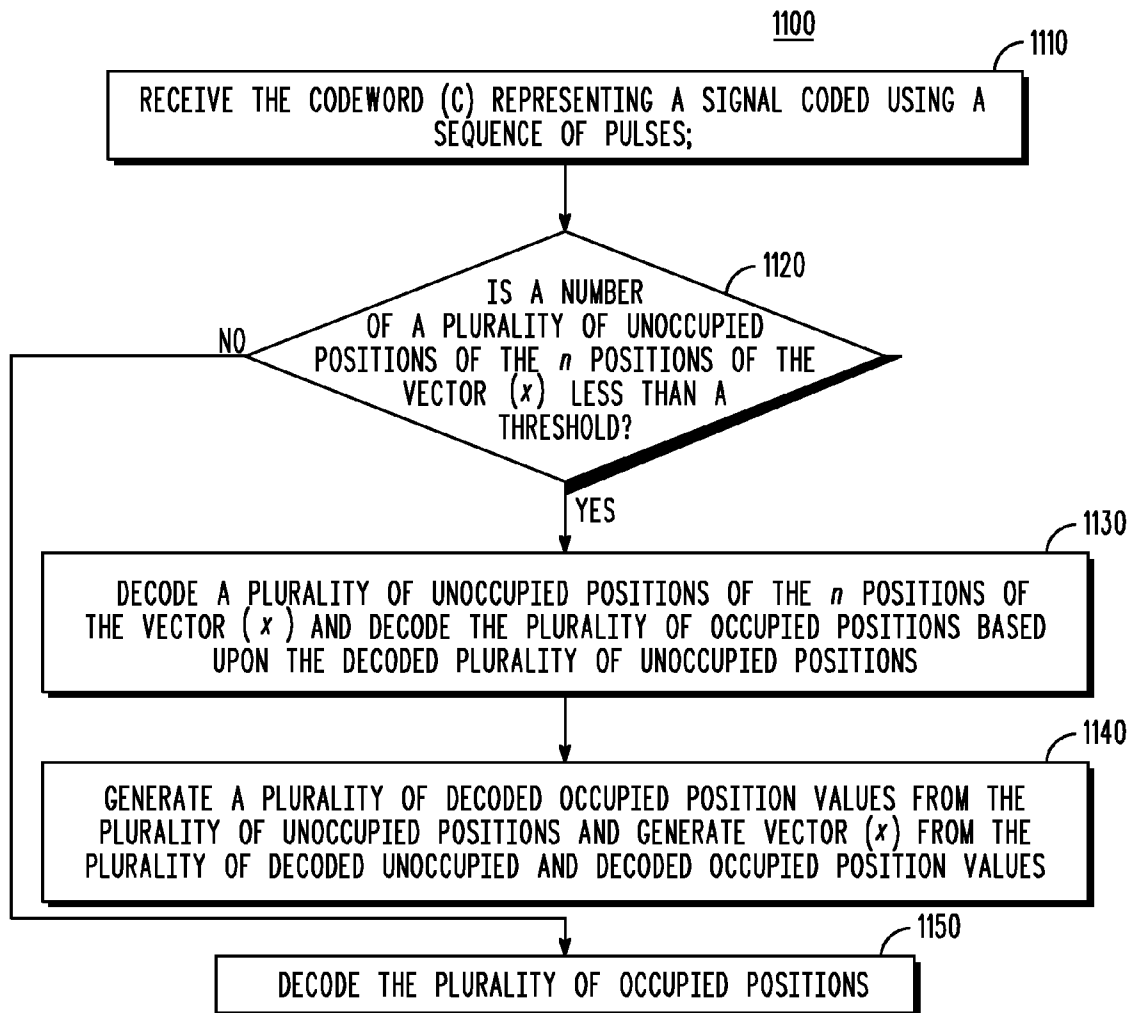 1100
1110
RECEIVE THE CODEWORD (C) REPRESENTING A SIGNAL CODED USING A
SEQUENCE OF PULSES;
1120
IS A NUMBER
OF A PLURALITY OF UNOCCUPIED
POSITIONS OF THE n POSITIONS OF THE
VECTOR (x) LESS THAN A
THRESHOLD?
NO
YES
1130
DECODE A PLURALITY OF UNOCCUPIED POSITIONS OF THE n POSITIONS OF
THE VECTOR (x) AND DECODE THE PLURALITY OF OCCUPIED POSITIONS BASED
UPON THE DECODED PLURALITY OF UNOCCUPIED POSITIONS
1140
GENERATE A PLURALITY OF DECODED OCCUPIED POSITION VALUES FROM THE
PLURALITY OF UNOCCUPIED POSITIONS AND GENERATE VECTOR (x) FROM THE
PLURALITY OF DECODED UNOCCUPIED AND DECODED OCCUPIED POSITION VALUES
1150
DECODE THE PLURALITY OF OCCUPIED POSITIONS